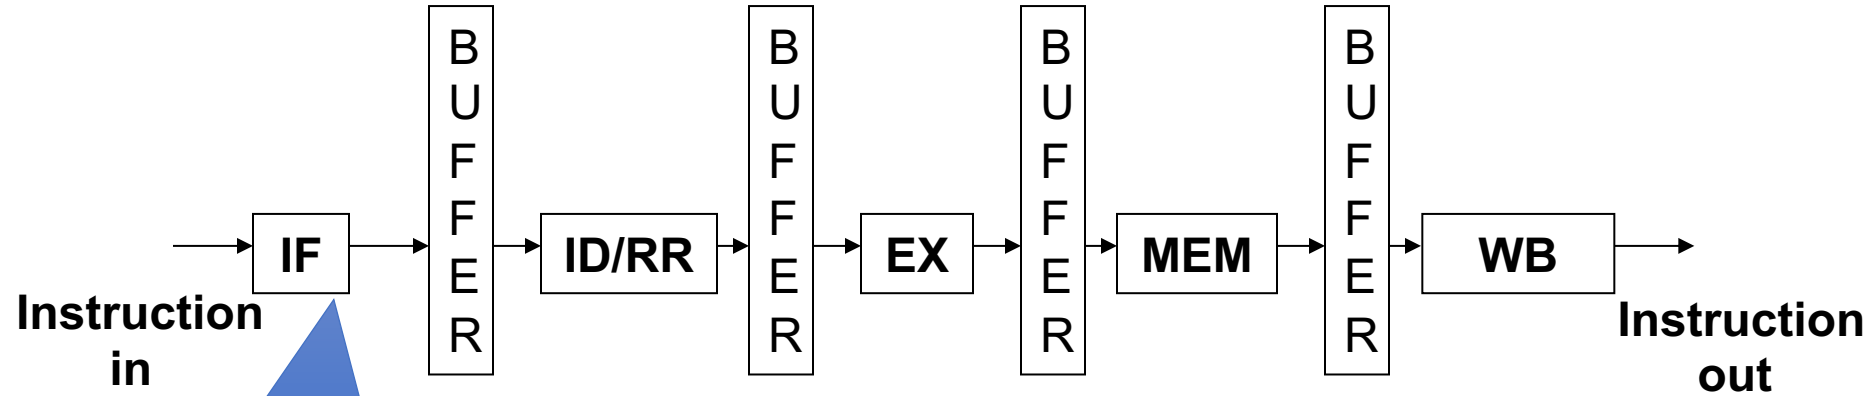 BUFFER
BUFFER
BUFFER
BUFFER
IF
ID/RR
EX
MEM
WB
Instruction
in
Instruction
out